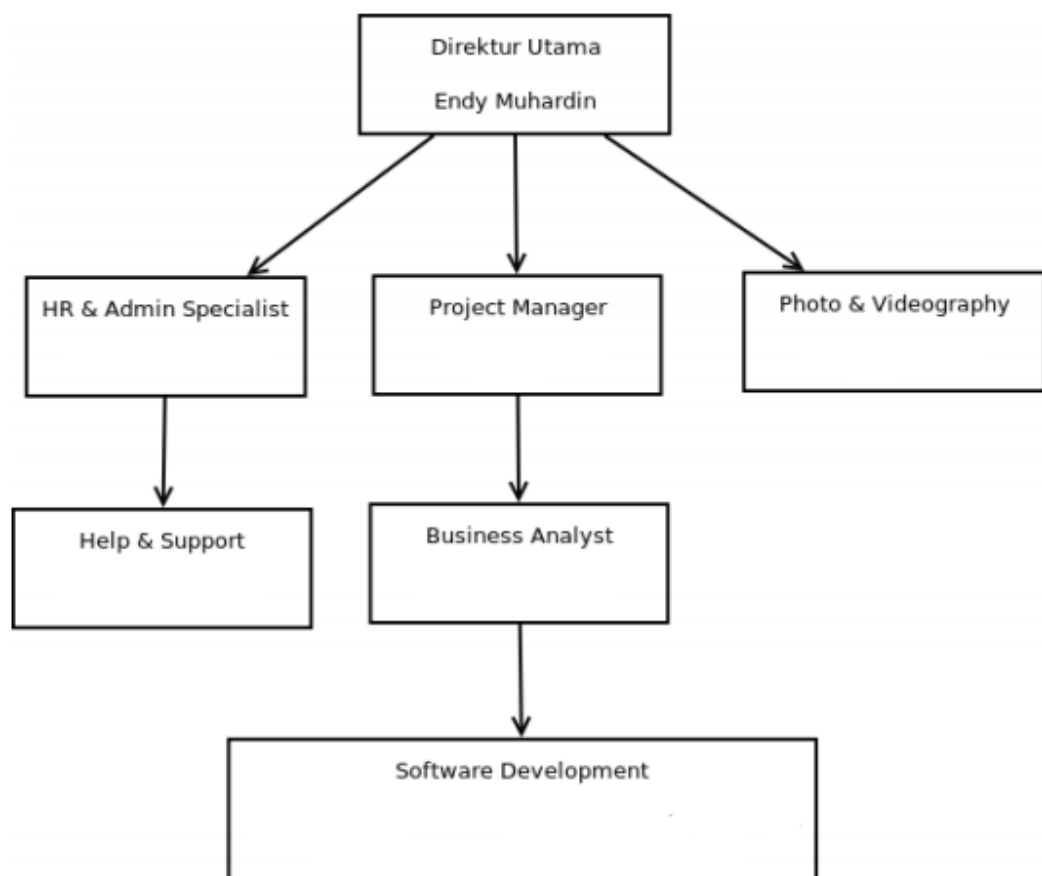 Direktur Utama
Endy Muhardin
HR & Admin Specialist
Project Manager
Photo & Videography
Help & Support
Business Analyst
Software Development